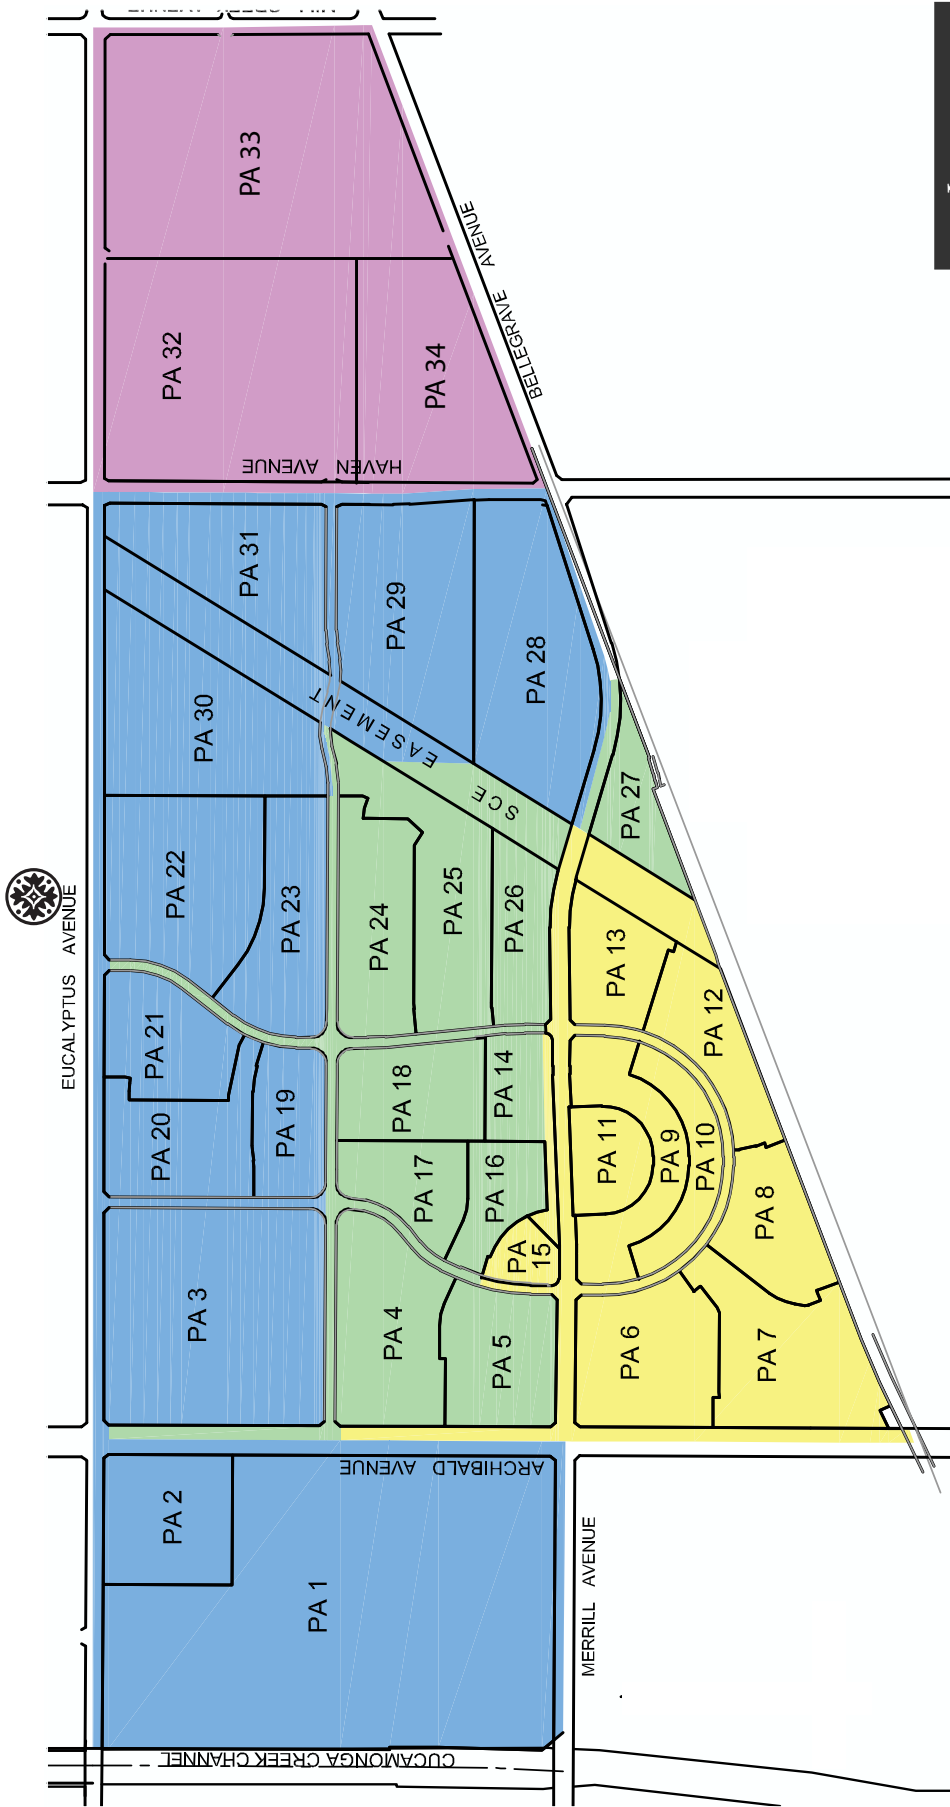 MILL CREEK AVENUE
PA 33
AVENUE
BELLEGRAVE
PA 32
PA 34
HAVEN
AVENUE
PA 31
PA 29
PA 28
PA 30
EASEMENT
SCE
PA 27
PA 22
PA 23
PA 24
PA 25
PA 26
PA 13
EUCALYPTUS AVENUE
PA 12
PA 21
PA 20
PA 19
PA 18
PA 14
PA 11
PA 9
PA 10
PA 17
PA 16
PA
15
PA 8
PA 3
PA 4
PA 5
PA 6
PA 7
ARCHIBALD AVENUE
PA 2
PA 1
MERRILL AVENUE
CUCAMONGA CREEK CHANNEL